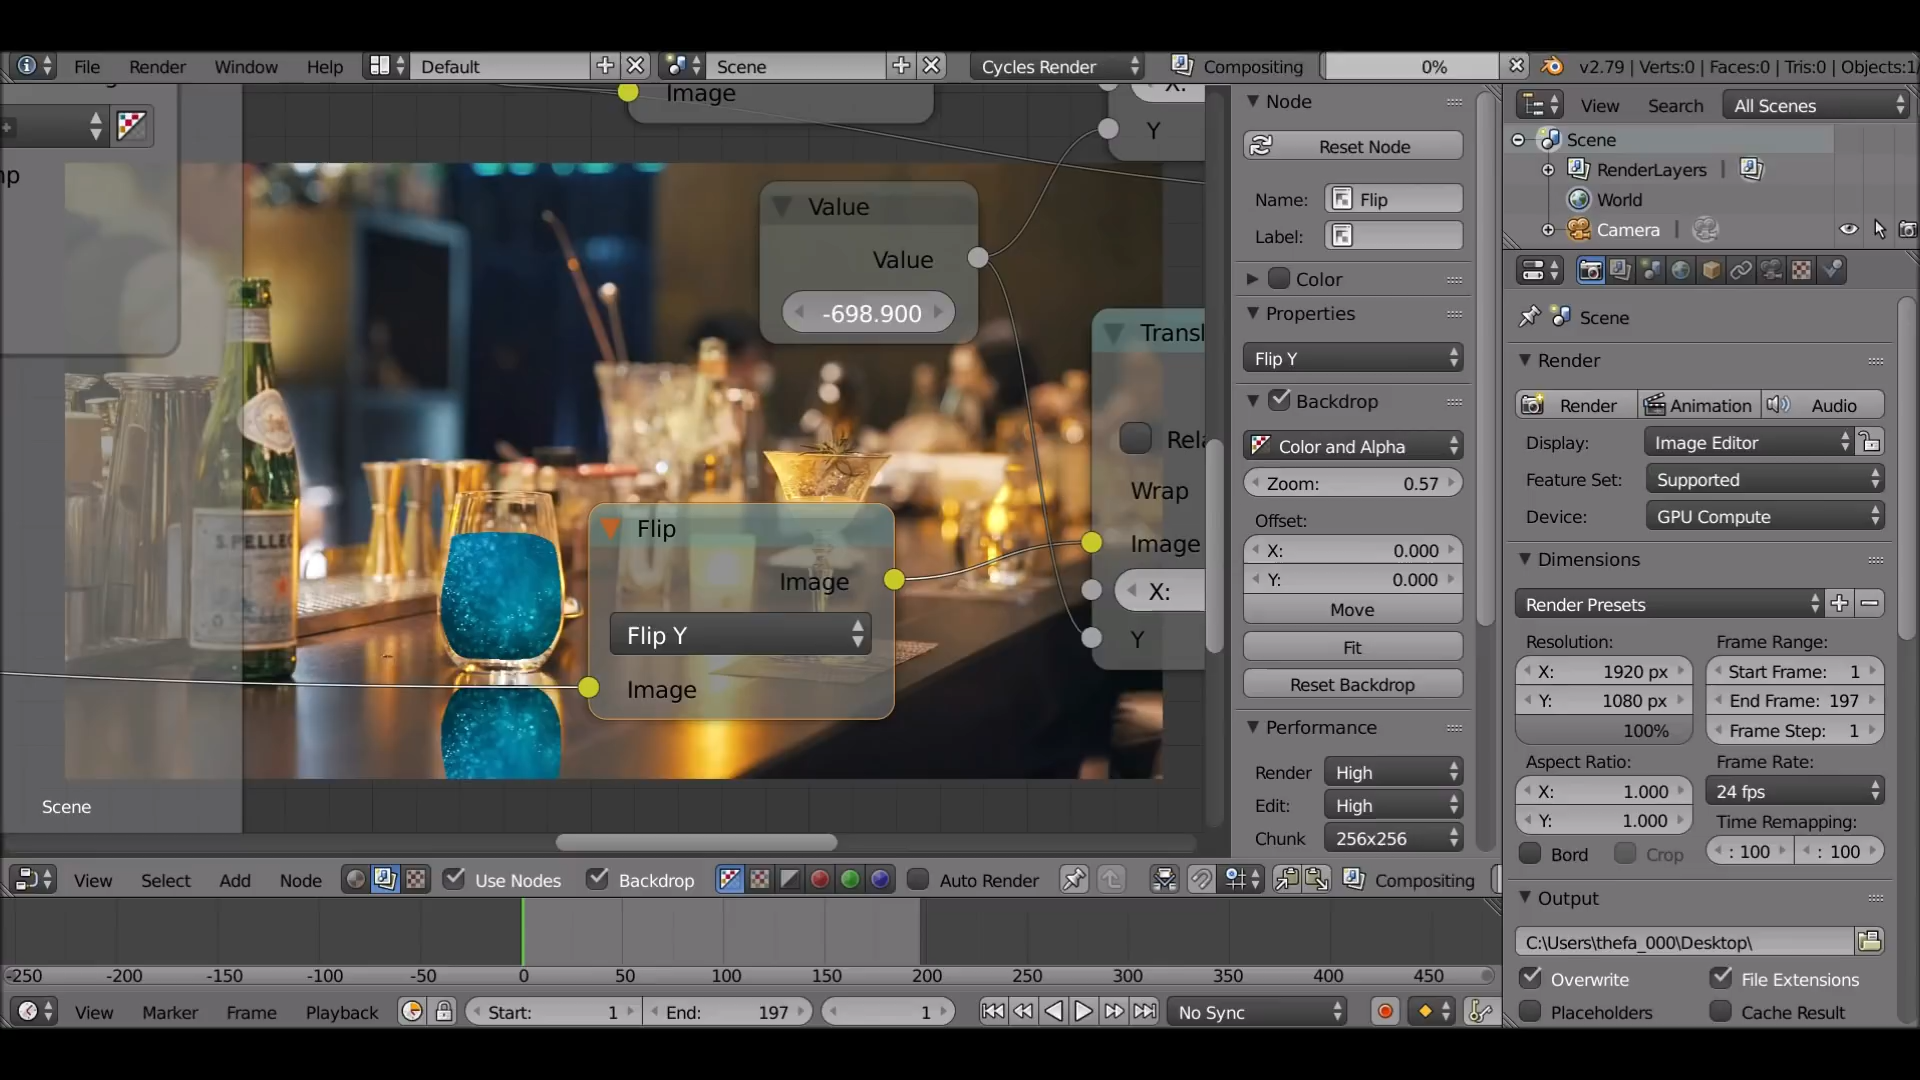 File Render Window Help Default Scene Cycles Render Compositing 0% v2.79 | Verts:0 | Faces:0 | Tris:0 | Objects:1/
Image
Y
Value
Value
-698.900
Transl
Rela
Wrap
Image
X:
Y
Flip
Image
Flip Y
Image
S.PELLE
Scene
Node
Reset Node
Name: Flip
Label:
Color
Properties
Flip Y
Backdrop
Color and Alpha
Zoom: 0.57
Offset:
X: 0.000
Y: 0.000
Move
Fit
Reset Backdrop
Performance
Render High
Edit: High
Chunk 256x256
View Search All Scenes
Scene
RenderLayers |
World
Camera |
Scene
Render
Render Animation Audio
Display: Image Editor
Feature Set: Supported
Device: GPU Compute
Dimensions
Render Presets
Resolution: Frame Range:
X: 1920 px Start Frame: 1
Y: 1080 px End Frame: 197
100% Frame Step: 1
Aspect Ratio: Frame Rate:
X: 1.000 24 fps
Y: 1.000 Time Remapping:
Bord Crop : 100 : 100
Output
C:\Users\thefa_000\Desktop\
Overwrite File Extensions
Placeholders Cache Result
View Select Add Node Use Nodes Backdrop Auto Render Compositing
-250 -200 -150 -100 -50 0 50 100 150 200 250 300 350 400 450
View Marker Frame Playback Start: 1 End: 197 1 No Sync